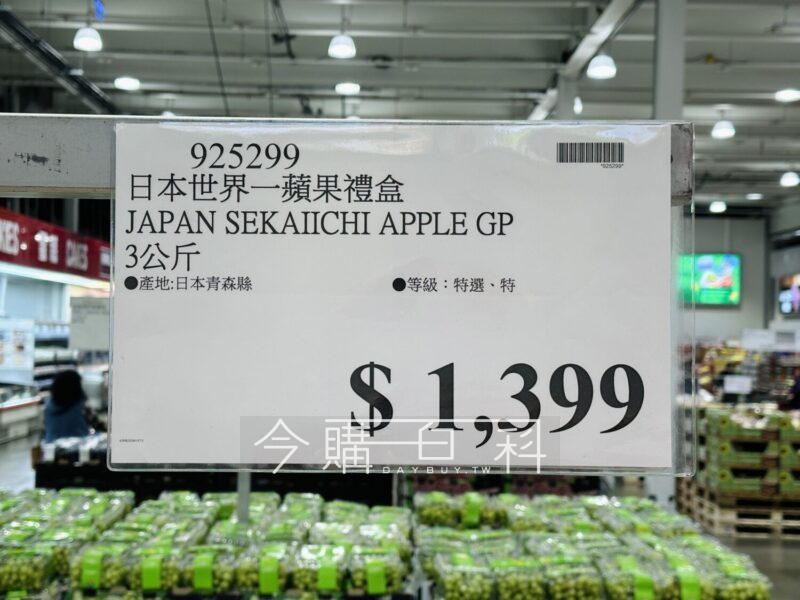 925299
*925299*
日本世界一蘋果禮盒
JAPAN SEKAIICHI APPLE GP
3公斤
●產地:日本青森縣 ●等級：特選、特
$ 1,399
今購百科
DAYBUY.TW